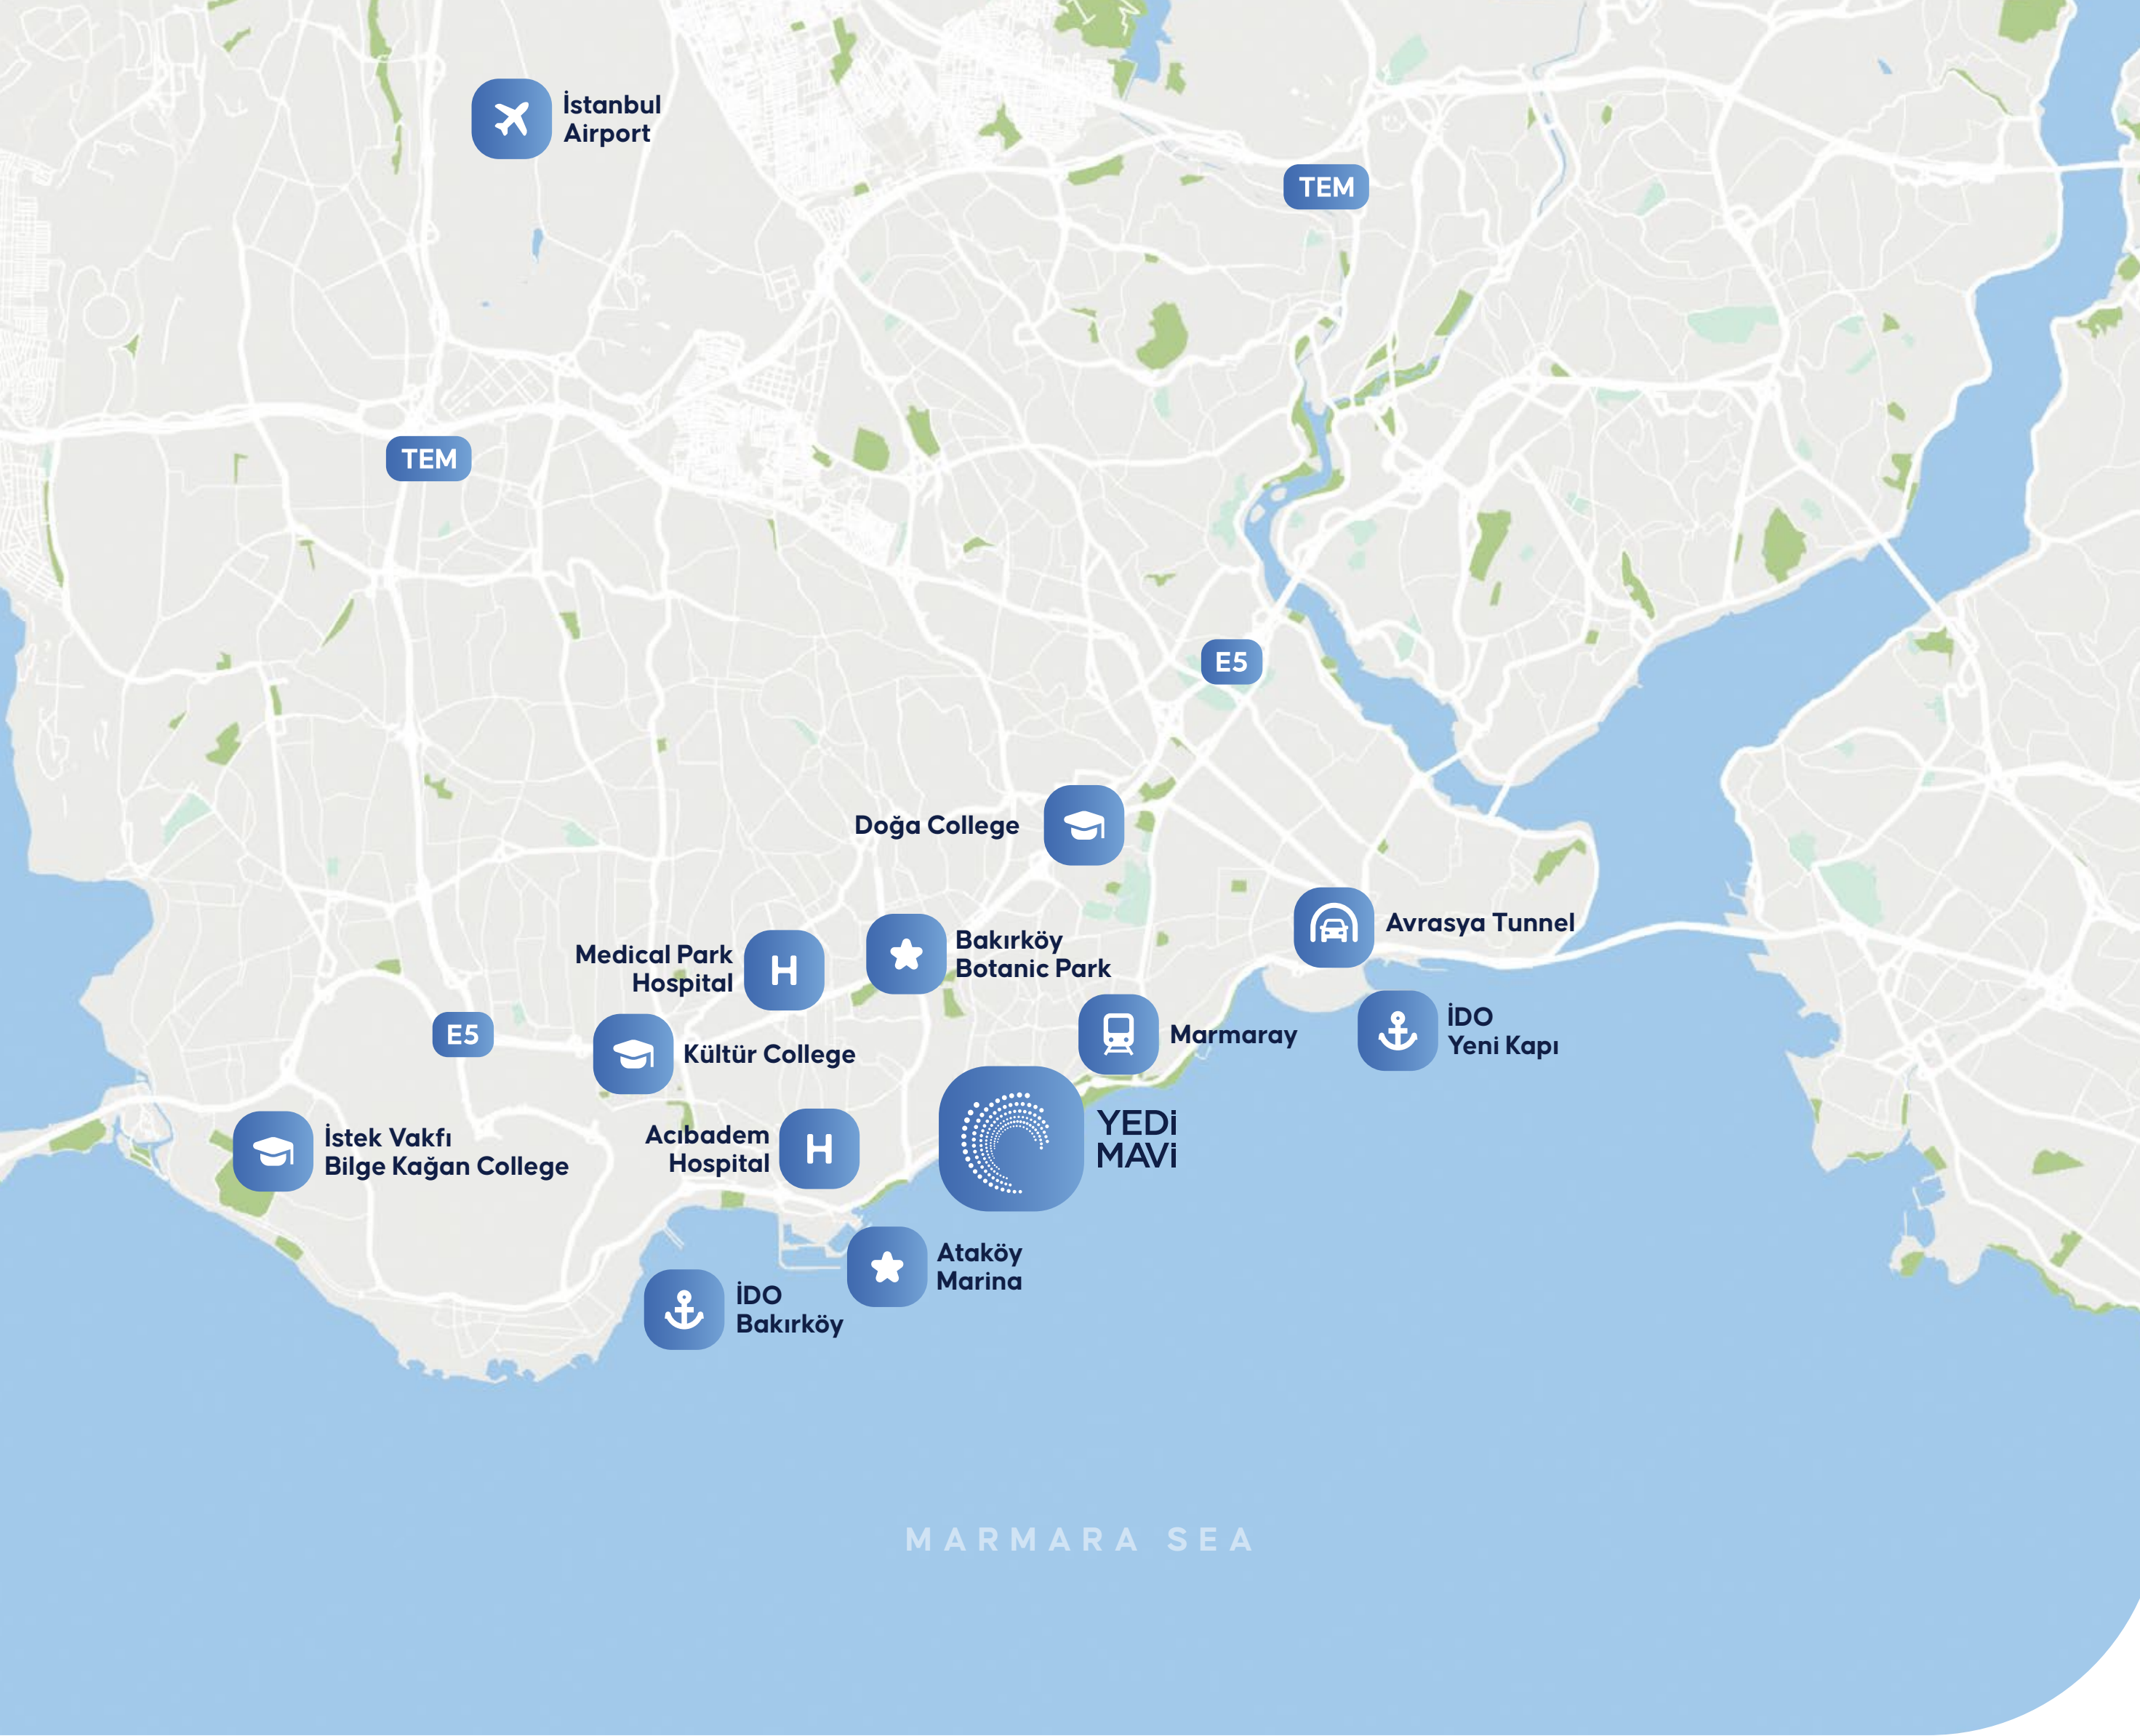 İstanbul
Airport
TEM
TEM
E5
Doğa College
Avrasya Tunnel
Medical Park
Hospital
H
Bakırköy
Botanic Park
İDO
Yeni Kapı
Marmaray
E5
Kültür College
YEDi
MAVi
İstek Vakfı
Bilge Kağan College
Acıbadem
Hospital
H
Ataköy
Marina
İDO
Bakırköy
MARMARA SEA